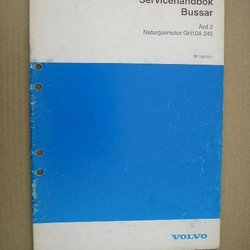 Servicehandbok
Bussar
Avd 2
Naturgasmotor GH10A 245
VOLVO